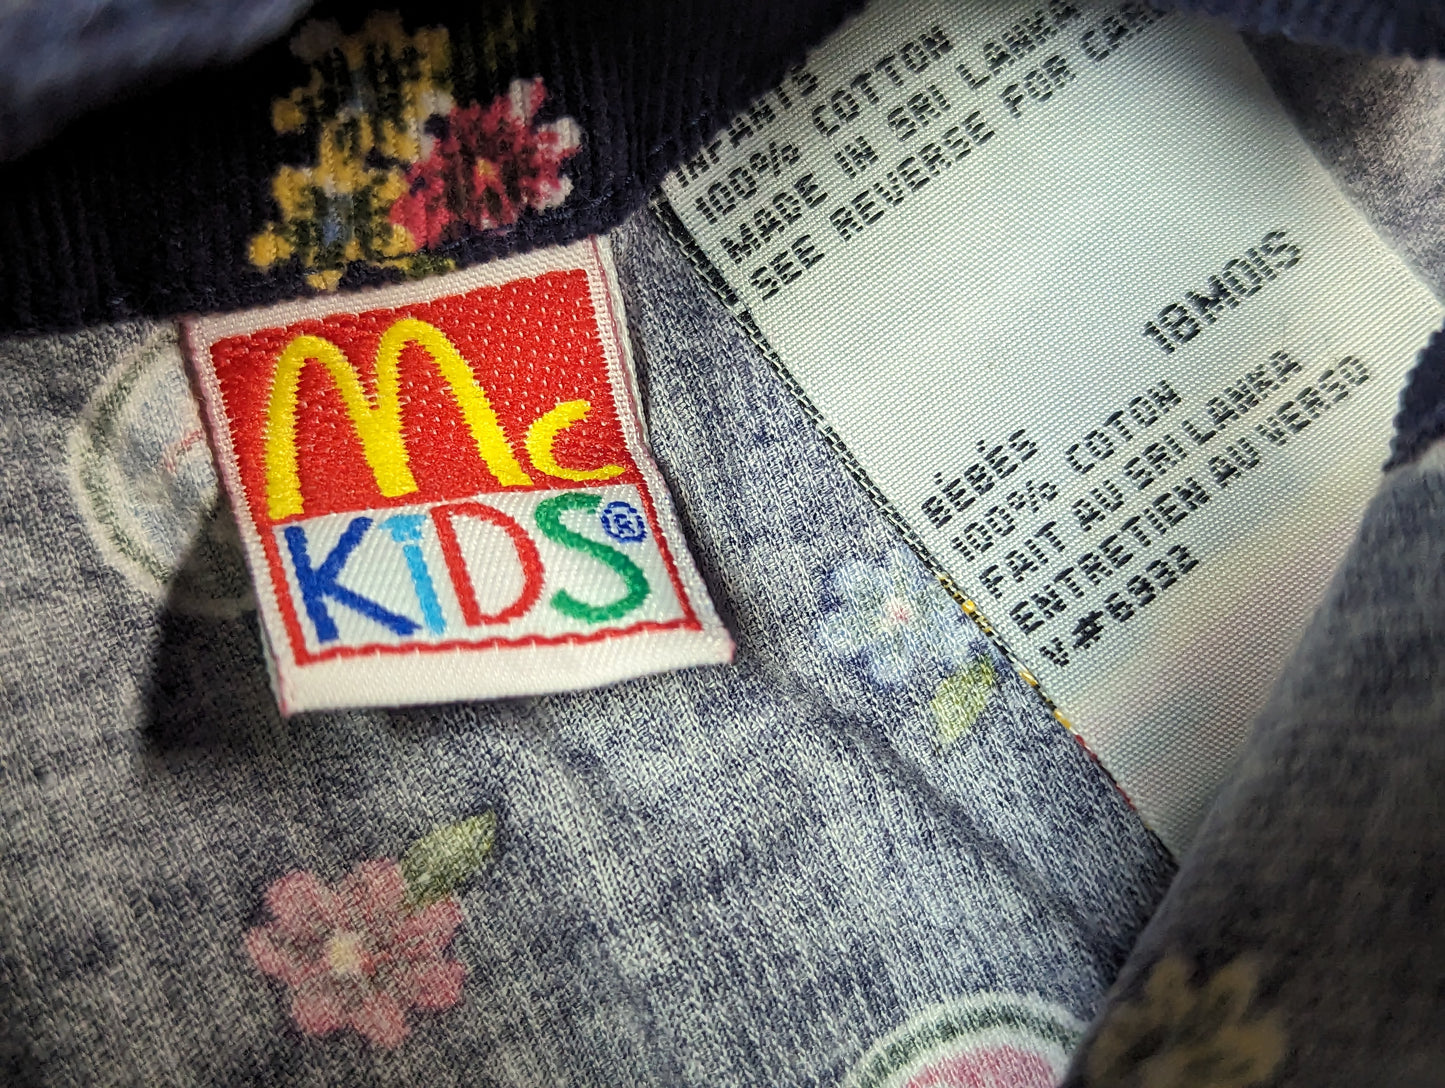 Mc
KiDS®
INFANTS
100% COTTON
MADE IN SRI LANKA
SEE REVERSE FOR CARE
18MOIS
BÉBÉS
100% COTON
FAIT AU SRI LANKA
ENTRETIEN AU VERSO
V#6932